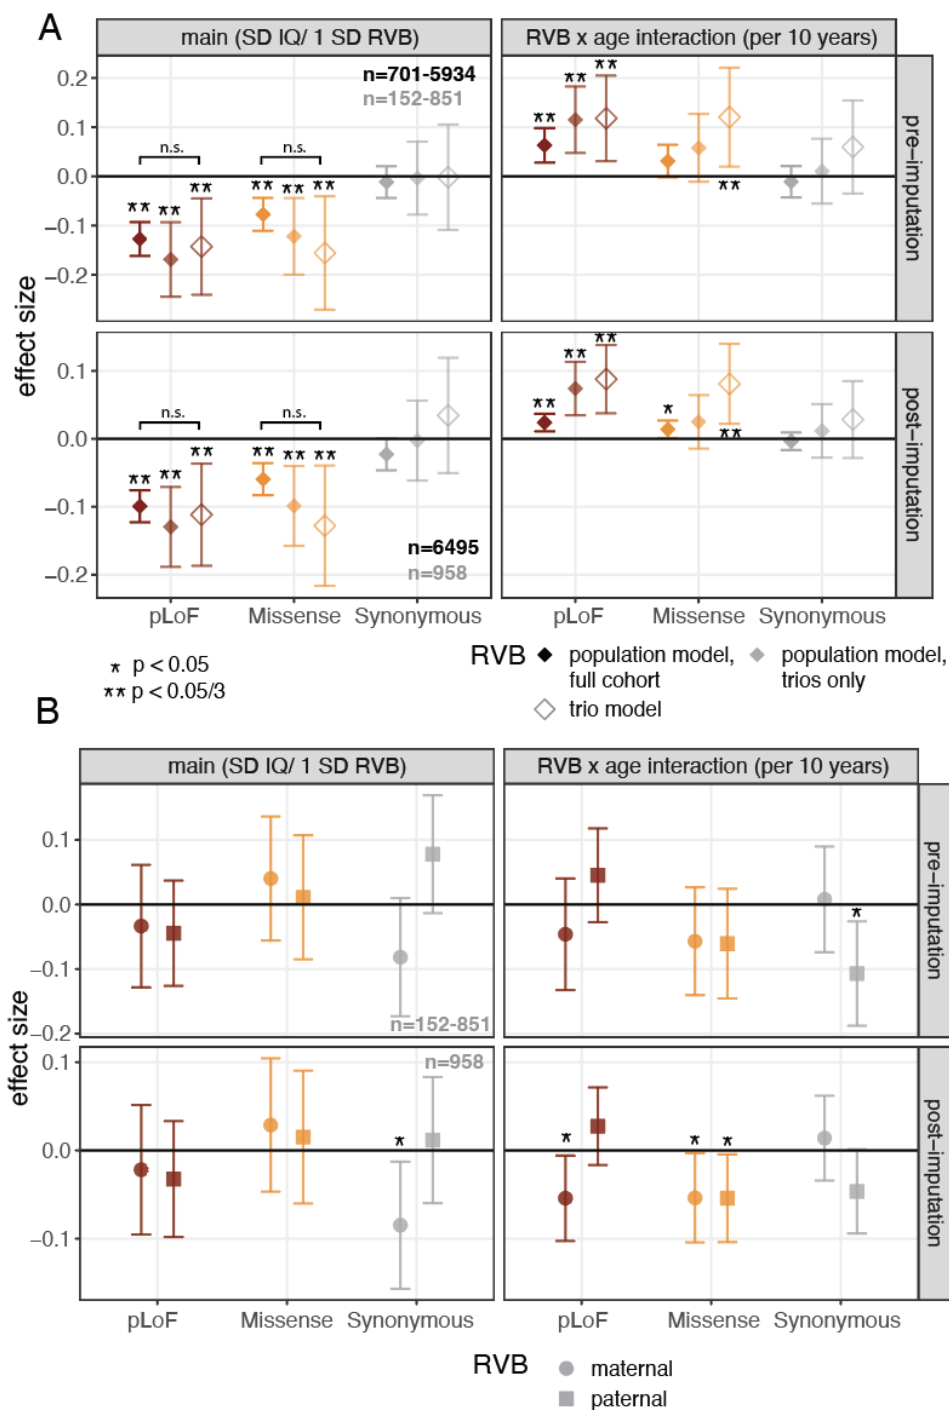 A
main (SD IQ/ 1 SD RVB)
RVB x age interaction (per 10 years)
n=701-5934
n=152-851
0.2
0.1
0.0
−0.1
−0.2
n.s.
n.s.
** ** ** ** ** **
** ** **
**
pre−imputation
effect size
0.1
0.0
−0.1
−0.2
n.s.
n.s.
** ** ** ** ** **
** ** **
* **
n=6495
n=958
post−imputation
pLoF Missense Synonymous
pLoF Missense Synonymous
* p < 0.05
** p < 0.05/3
RVB
population model, full cohort
population model, trios only
trio model
B
main (SD IQ/ 1 SD RVB)
RVB x age interaction (per 10 years)
0.1
0.0
−0.1
−0.2
n=152-851
*
pre−imputation
effect size
0.1
0.0
−0.1
n=958
*
* * *
post−imputation
pLoF Missense Synonymous
pLoF Missense Synonymous
RVB
maternal
paternal